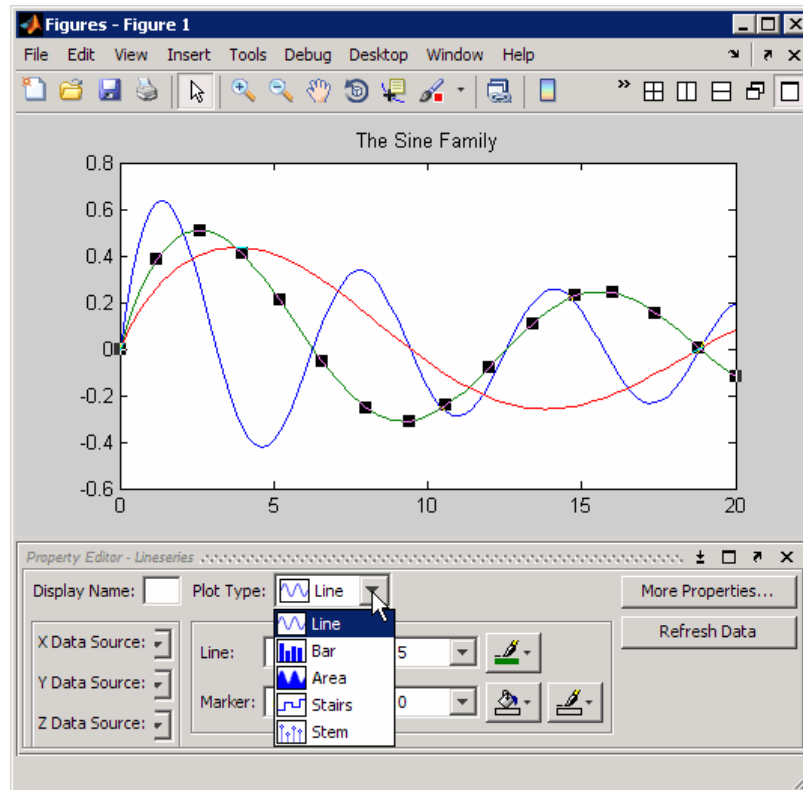 Figures - Figure 1
File Edit View Insert Tools Debug Desktop Window Help
»
The Sine Family
0.8
0.6
0.4
0.2
0
-0.2
-0.4
-0.6
0 5 10 15 20
Property Editor - Lineseries
Display Name: Plot Type: Line More Properties...
Line
X Data Source: Line: 5 Refresh Data
Bar
Y Data Source: Area
Marker: 0
Stairs
Z Data Source: Stem